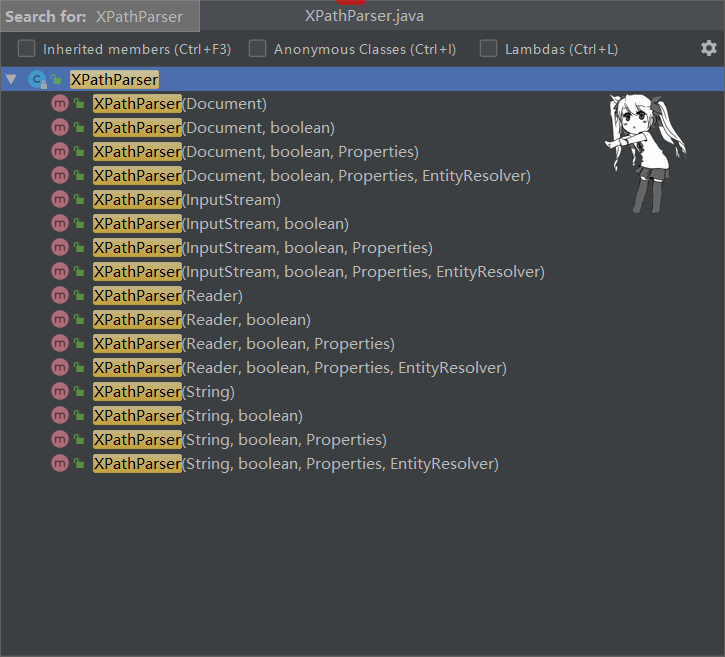 Search for: XPathParser
XPathParser.java
Inherited members (Ctrl+F3)
Anonymous Classes (Ctrl+I)
Lambdas (Ctrl+L)
C XPathParser
m XPathParser(Document)
m XPathParser(Document, boolean)
m XPathParser(Document, boolean, Properties)
m XPathParser(Document, boolean, Properties, EntityResolver)
m XPathParser(InputStream)
m XPathParser(InputStream, boolean)
m XPathParser(InputStream, boolean, Properties)
m XPathParser(InputStream, boolean, Properties, EntityResolver)
m XPathParser(Reader)
m XPathParser(Reader, boolean)
m XPathParser(Reader, boolean, Properties)
m XPathParser(Reader, boolean, Properties, EntityResolver)
m XPathParser(String)
m XPathParser(String, boolean)
m XPathParser(String, boolean, Properties)
m XPathParser(String, boolean, Properties, EntityResolver)